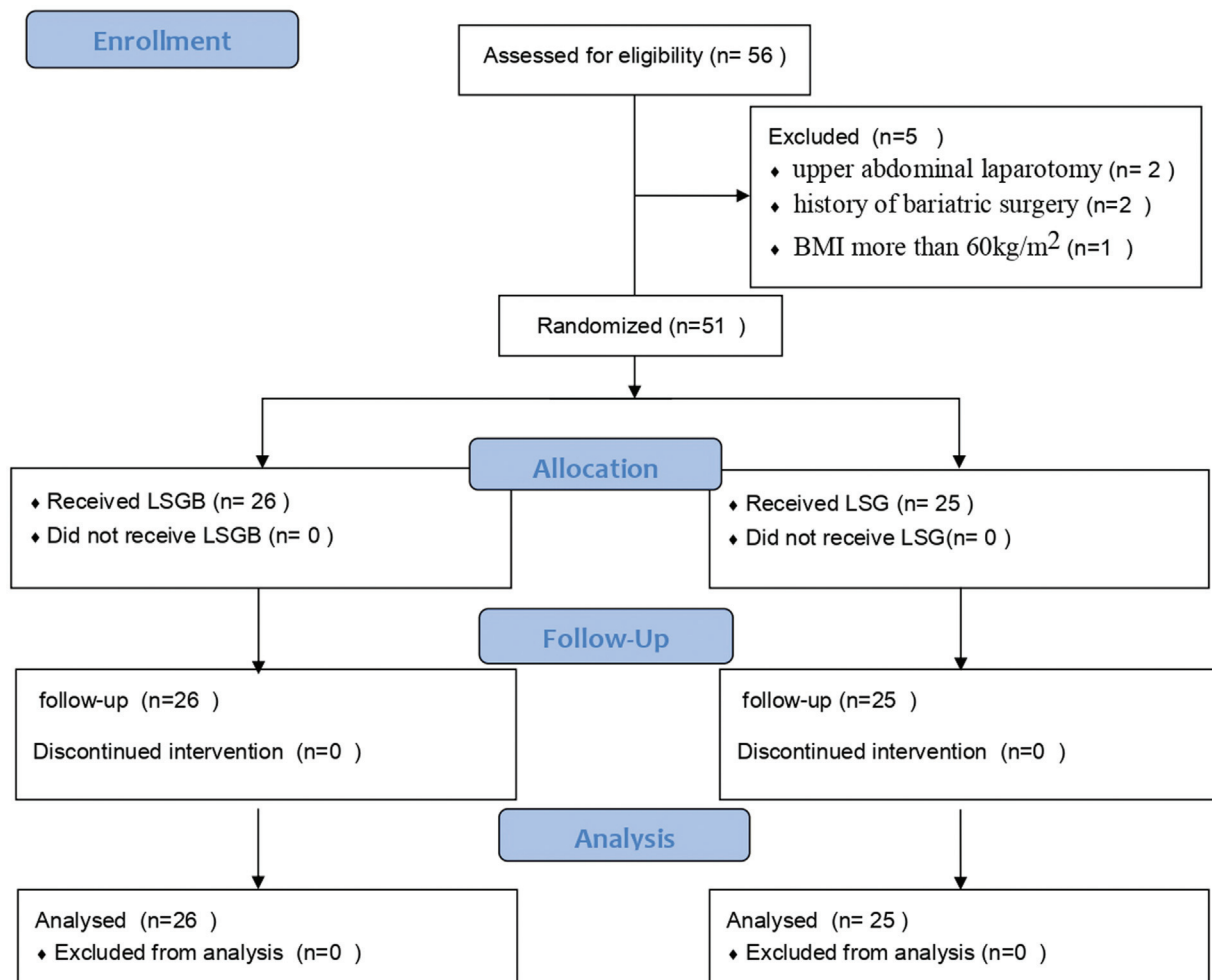 Enrollment
Assessed for eligibility (n= 56 )
Excluded (n=5 )
♦ upper abdominal laparotomy (n= 2 )
♦ history of bariatric surgery (n=2 )
♦ BMI more than 60kg/m² (n=1 )
Randomized (n=51 )
Allocation
♦ Received LSGB (n= 26 )
♦ Did not receive LSGB (n= 0 )
♦ Received LSG (n= 25 )
♦ Did not receive LSG(n= 0 )
Follow-Up
follow-up (n=26 )
Discontinued intervention (n=0 )
follow-up (n=25 )
Discontinued intervention (n=0 )
Analysis
Analysed (n=26 )
♦ Excluded from analysis (n=0 )
Analysed (n= 25 )
♦ Excluded from analysis (n=0 )